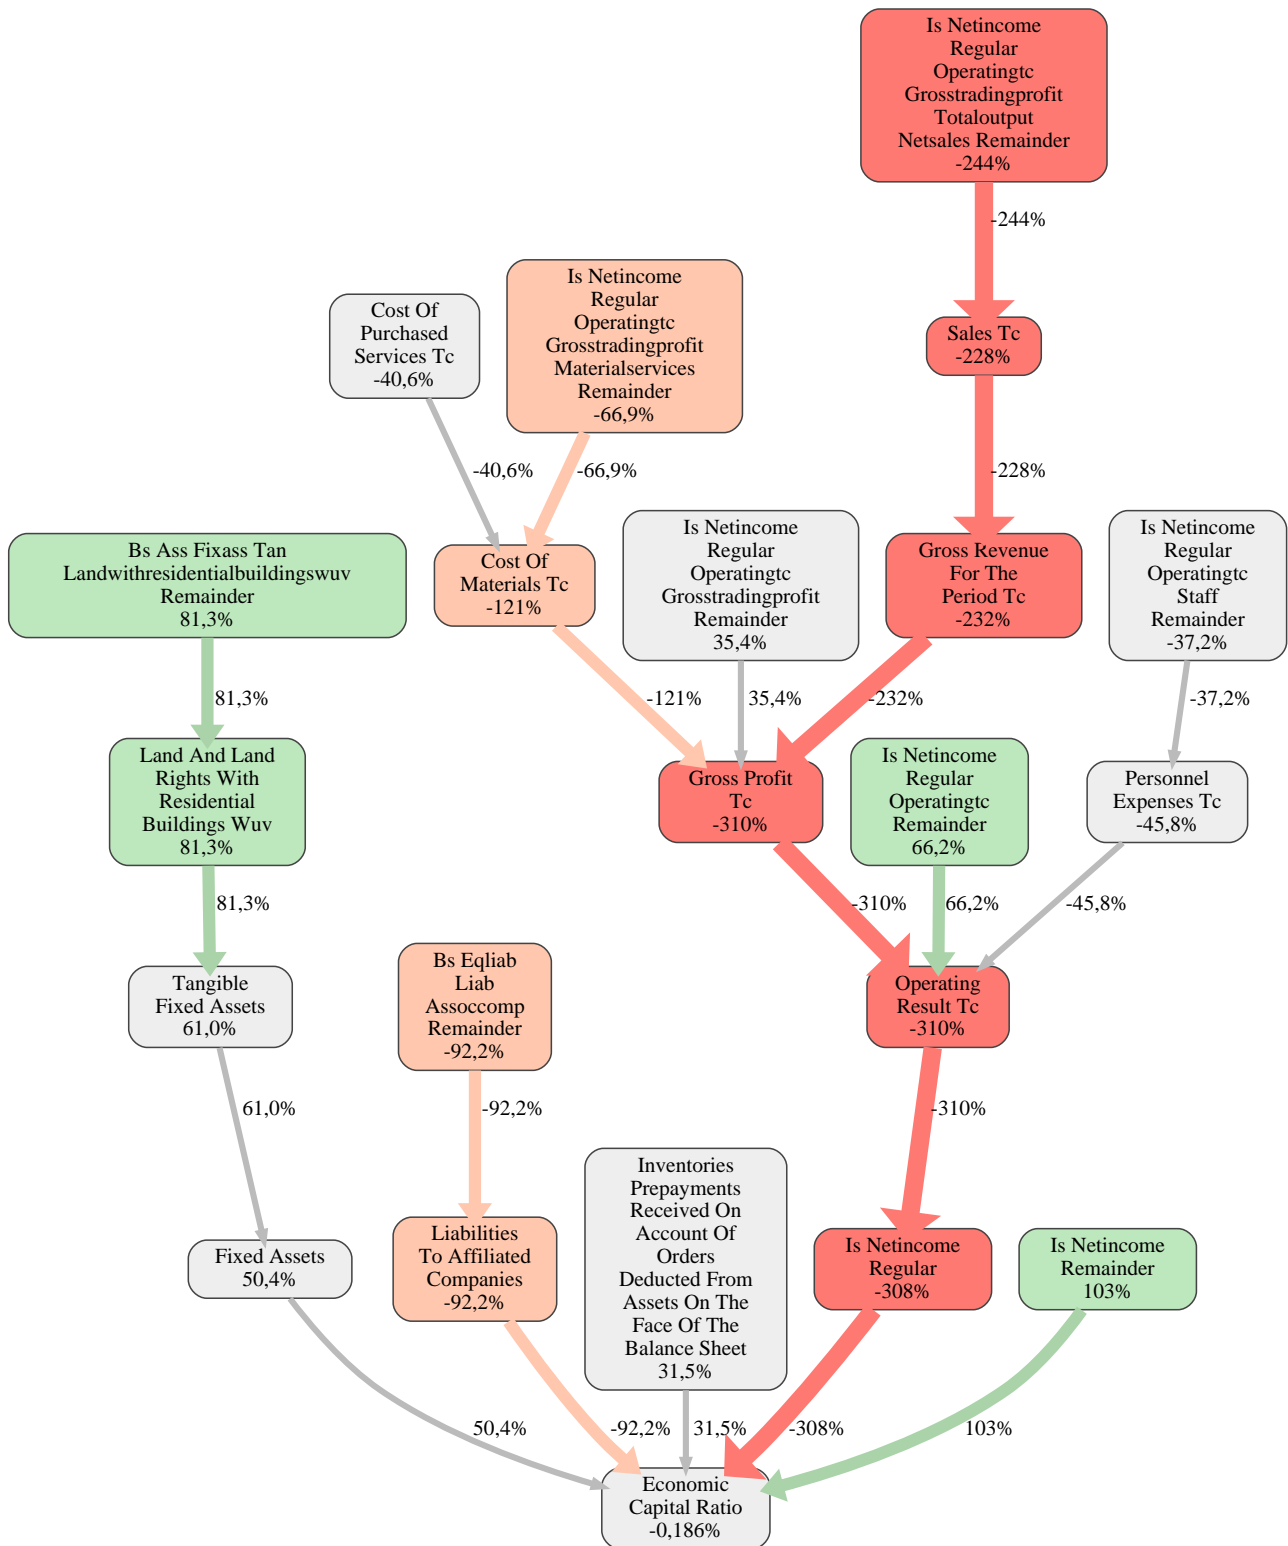 Is Netincome
Regular
Operatingtc
Grosstradingprofit
Totaloutput
Netsales Remainder
-244%
-244%
Is Netincome
Regular
Operatingtc
Grosstradingprofit
Materialservices
Remainder
-66,9%
Cost Of
Purchased
Services Tc
-40,6%
Sales Tc
-228%
-40,6%
-66,9%
-228%
Bs Ass Fixass Tan
Landwithresidentialbuildingswuv
Remainder
81,3%
Cost Of
Materials Tc
-121%
Is Netincome
Regular
Operatingtc
Grosstradingprofit
Remainder
35,4%
Gross Revenue
For The
Period Tc
-232%
Is Netincome
Regular
Operatingtc
Staff
Remainder
-37,2%
81,3%
-121%
35,4%
-232%
-37,2%
Land And Land
Rights With
Residential
Buildings Wuv
81,3%
Gross Profit
Tc
-310%
Is Netincome
Regular
Operatingtc
Remainder
66,2%
Personnel
Expenses Tc
-45,8%
81,3%
-310%
66,2%
-45,8%
Tangible
Fixed Assets
61,0%
Bs Eqliab
Liab
Assoccomp
Remainder
-92,2%
Operating
Result Tc
-310%
61,0%
-92,2%
-310%
Fixed Assets
50,4%
Liabilities
To Affiliated
Companies
-92,2%
Inventories
Prepayments
Received On
Account Of
Orders
Deducted From
Assets On The
Face Of The
Balance Sheet
31,5%
Is Netincome
Regular
-308%
Is Netincome
Remainder
103%
50,4%
-92,2%
31,5%
-308%
103%
Economic
Capital Ratio
-0,186%